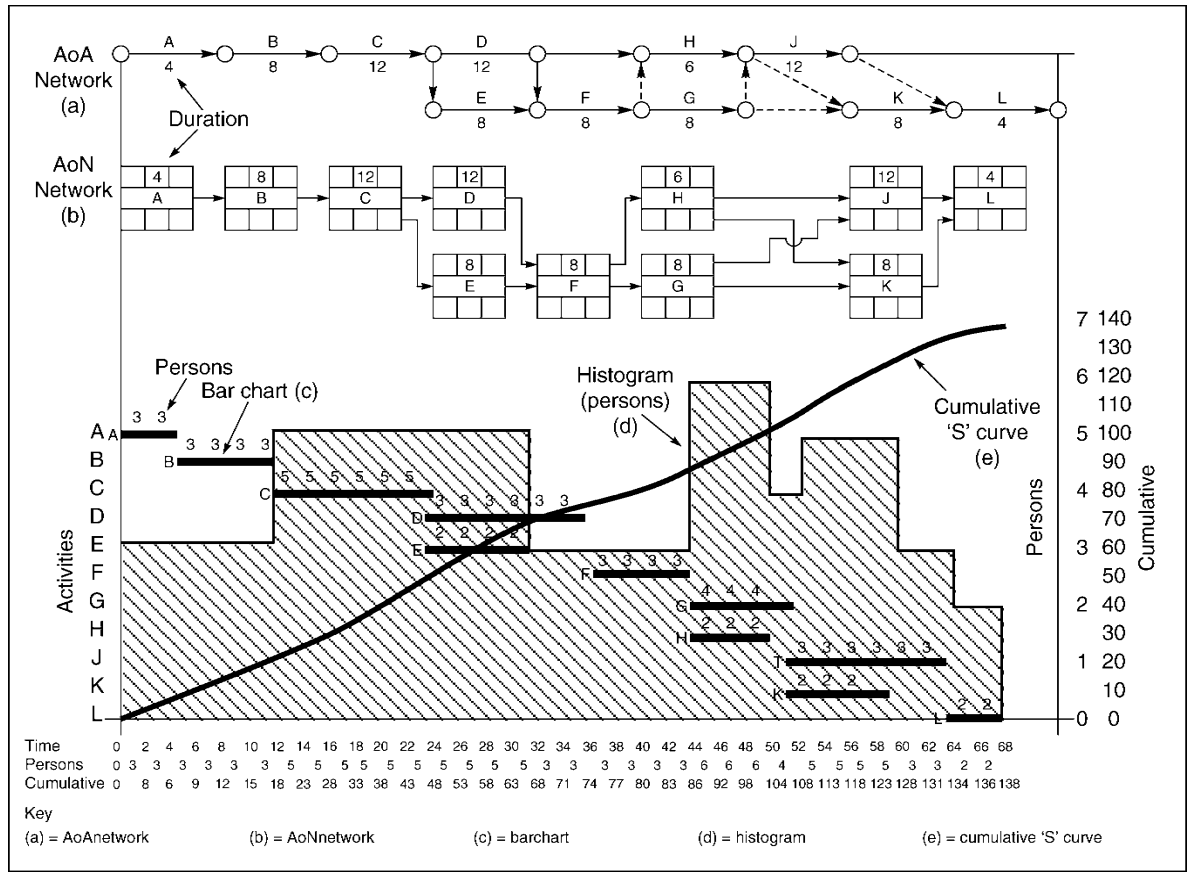 AoA
Network
(a)
A
4
B
8
C
12
D
12
H
6
J
12
E
8
F
8
G
8
K
8
L
4
Duration
AoN
Network
(b)
4
A
8
B
12
C
12
D
6
H
12
J
4
L
8
E
8
F
8
G
8
K
Persons
Bar chart (c)
Histogram
(persons)
(d)
Cumulative
'S' curve
(e)
7 140
130
6 120
110
5 100
90
4 80
70
3 60
50
2 40
30
1 20
10
0 0
Persons
Cumulative
Activities
A
B
C
D
E
F
G
H
J
K
L
A 3 3
B 3 3 3 3
C 5 5 5 5 5 5
D 3 3 3 3 3 3
E 2 2 2 2
F 3 3 3 3
G 4 4 4
H 2 2 2
T 3 3 3 3 3 3
K 2 2 2
L 2 2
Time 0 2 4 6 8 10 12 14 16 18 20 22 24 26 28 30 32 34 36 38 40 42 44 46 48 50 52 54 56 58 60 62 64 66 68
Persons 0 3 3 3 3 3 3 5 5 5 5 5 5 5 5 5 5 3 3 3 3 3 3 6 6 6 4 5 5 5 5 3 3 2 2
Cumulative 0 8 6 9 12 15 18 23 28 33 38 43 48 53 58 63 68 71 74 77 80 83 86 92 98 104 108 113 118 123 128 131 134 136 138
Key
(a) = AoAnetwork (b) = AoNnetwork (c) = barchart (d) = histogram (e) = cumulative 'S' curve